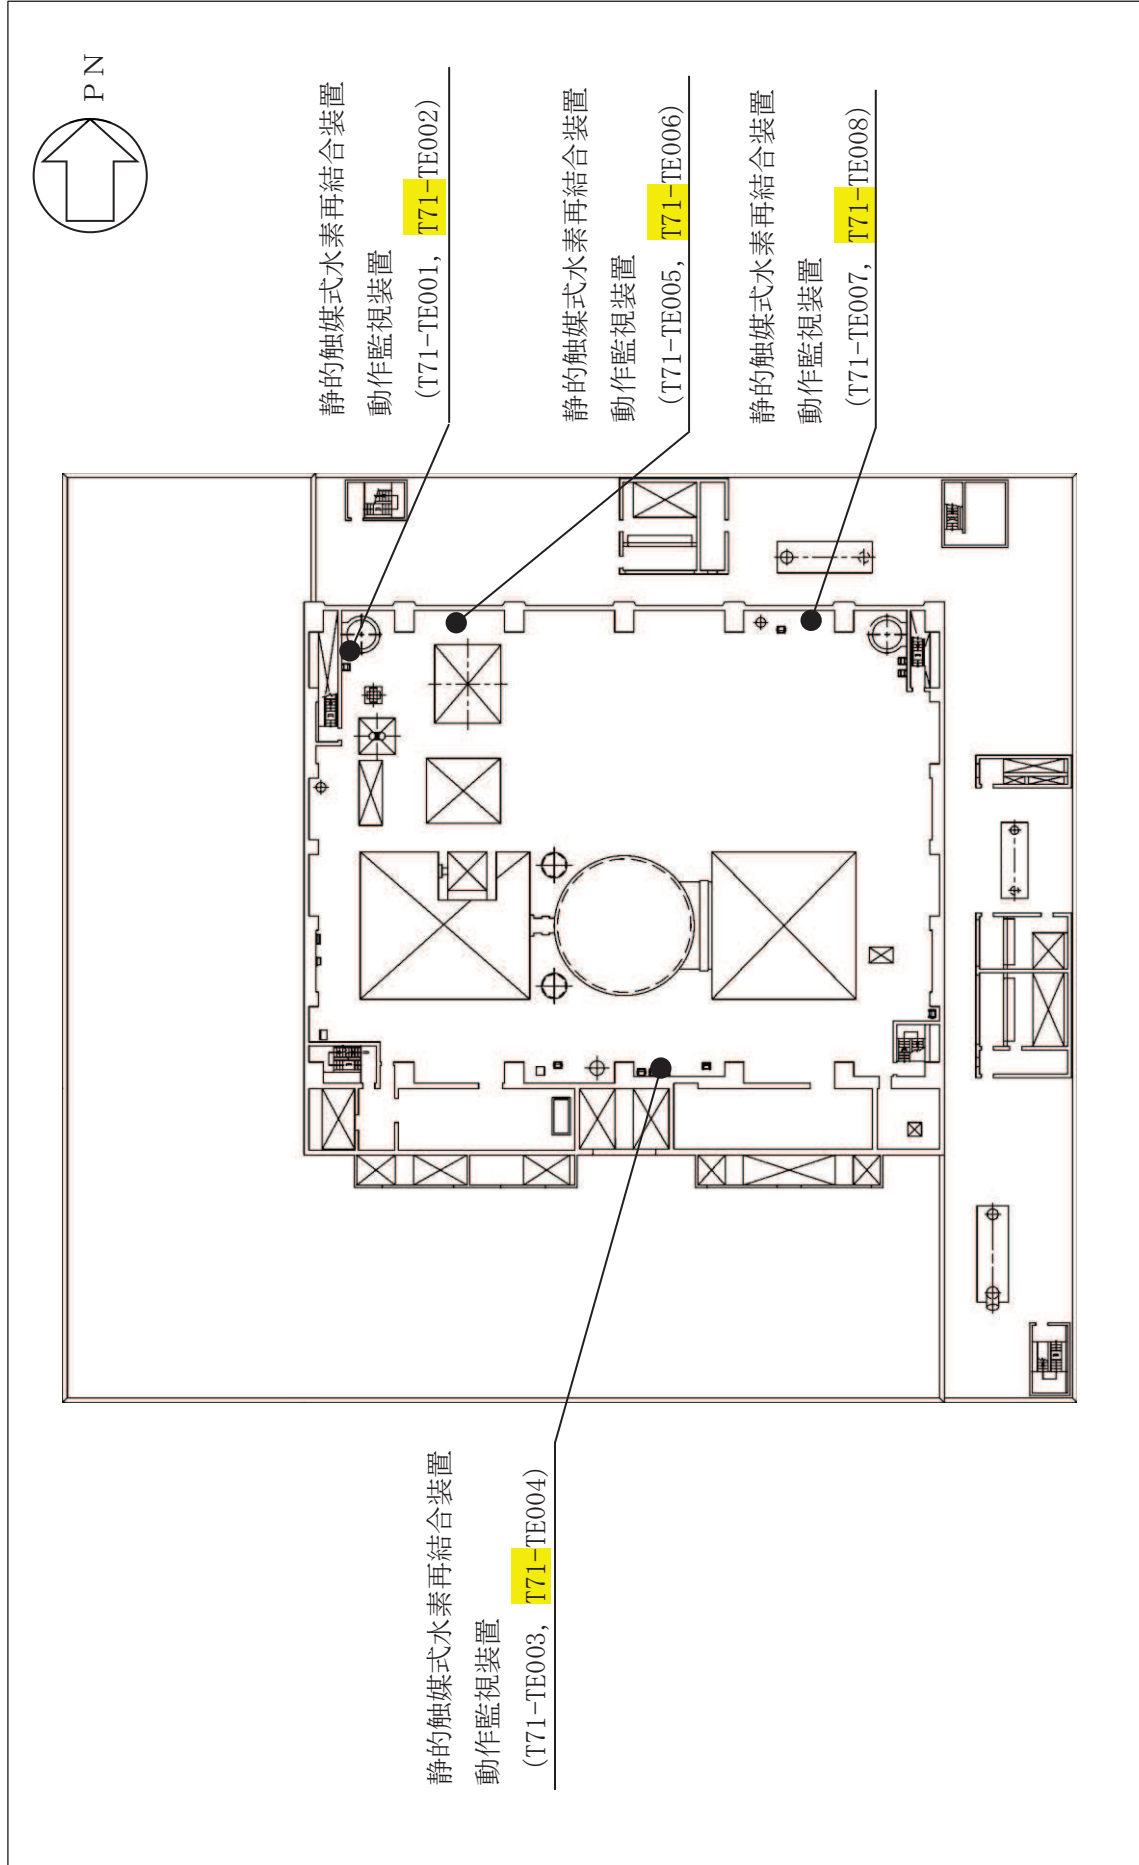 PN
静的触媒式水素再結合装置
動作監視装置
(T71-TE001, T71-TE002)
静的触媒式水素再結合装置
動作監視装置
(T71-TE005, T71-TE006)
静的触媒式水素再結合装置
動作監視装置
(T71-TE007, T71-TE008)
静的触媒式水素再結合装置
動作監視装置
(T71-TE003, T71-TE004)